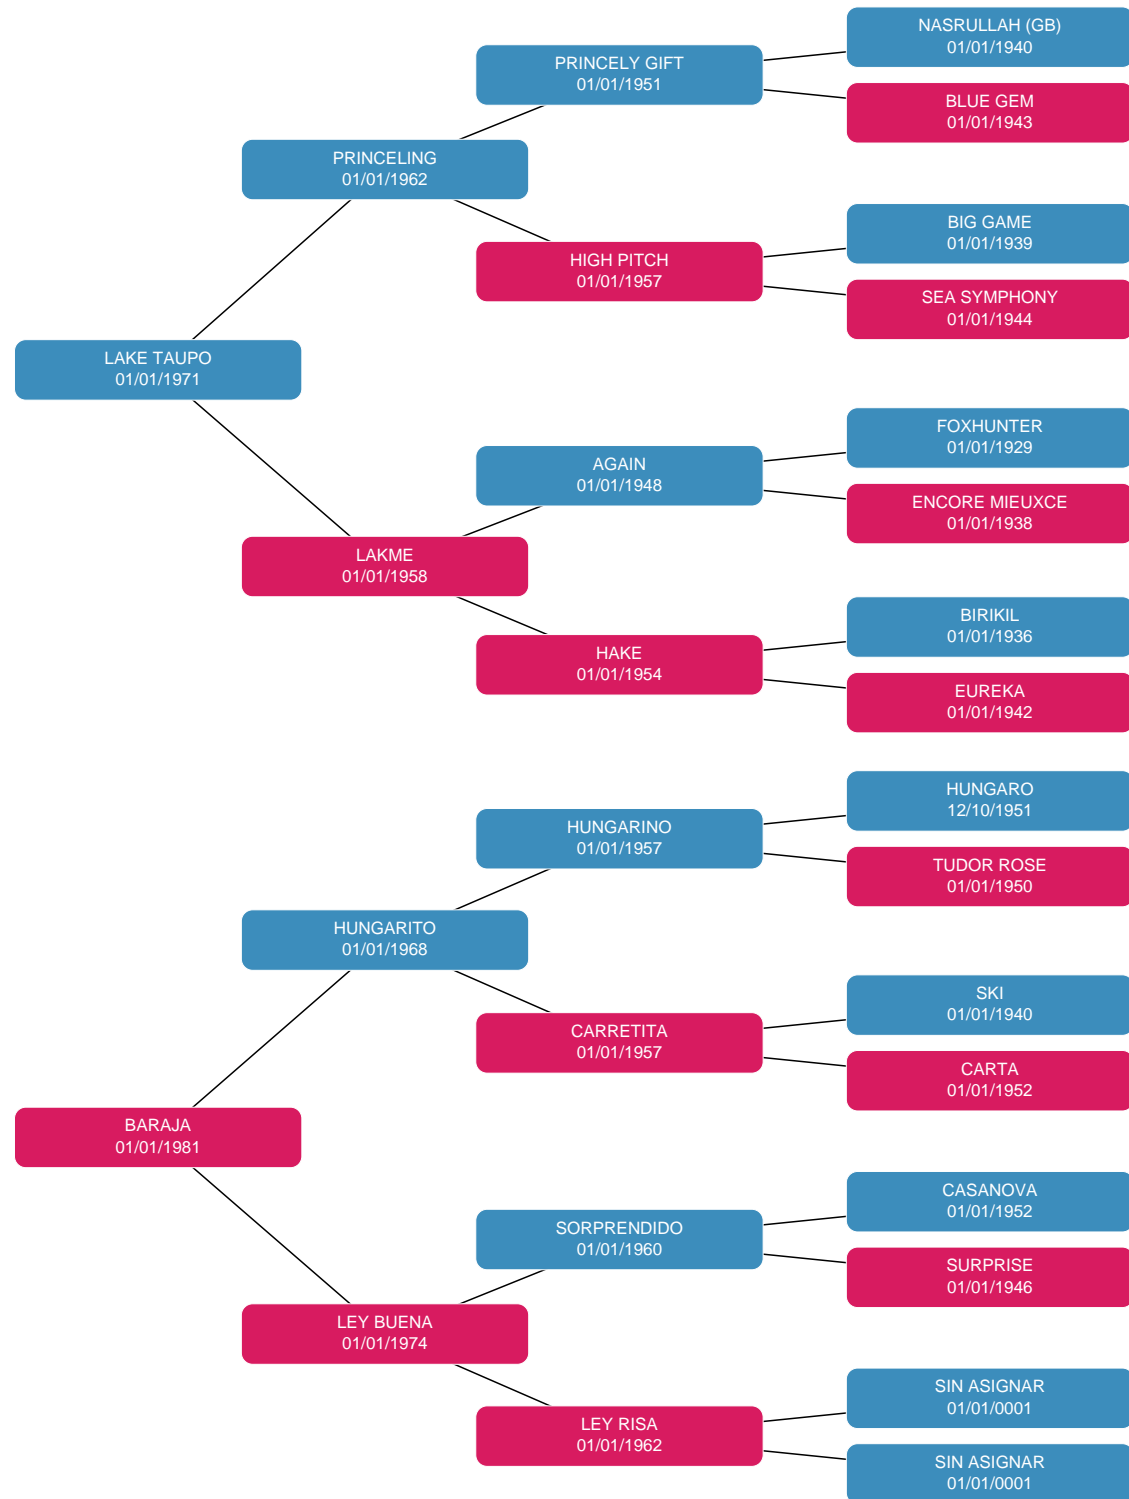 NASRULLAH (GB)
01/01/1940
PRINCELY GIFT
01/01/1951
BLUE GEM
01/01/1943
PRINCELING
01/01/1962
BIG GAME
01/01/1939
HIGH PITCH
01/01/1957
SEA SYMPHONY
01/01/1944
LAKE TAUPO
01/01/1971
FOXHUNTER
01/01/1929
AGAIN
01/01/1948
ENCORE MIEUXCE
01/01/1938
LAKME
01/01/1958
BIRIKIL
01/01/1936
HAKE
01/01/1954
EUREKA
01/01/1942
HUNGARO
12/10/1951
HUNGARINO
01/01/1957
TUDOR ROSE
01/01/1950
HUNGARITO
01/01/1968
SKI
01/01/1940
CARRETITA
01/01/1957
CARTA
01/01/1952
BARAJA
01/01/1981
CASANOVA
01/01/1952
SORPRENDIDO
01/01/1960
SURPRISE
01/01/1946
LEY BUENA
01/01/1974
SIN ASIGNAR
01/01/0001
LEY RISA
01/01/1962
SIN ASIGNAR
01/01/0001